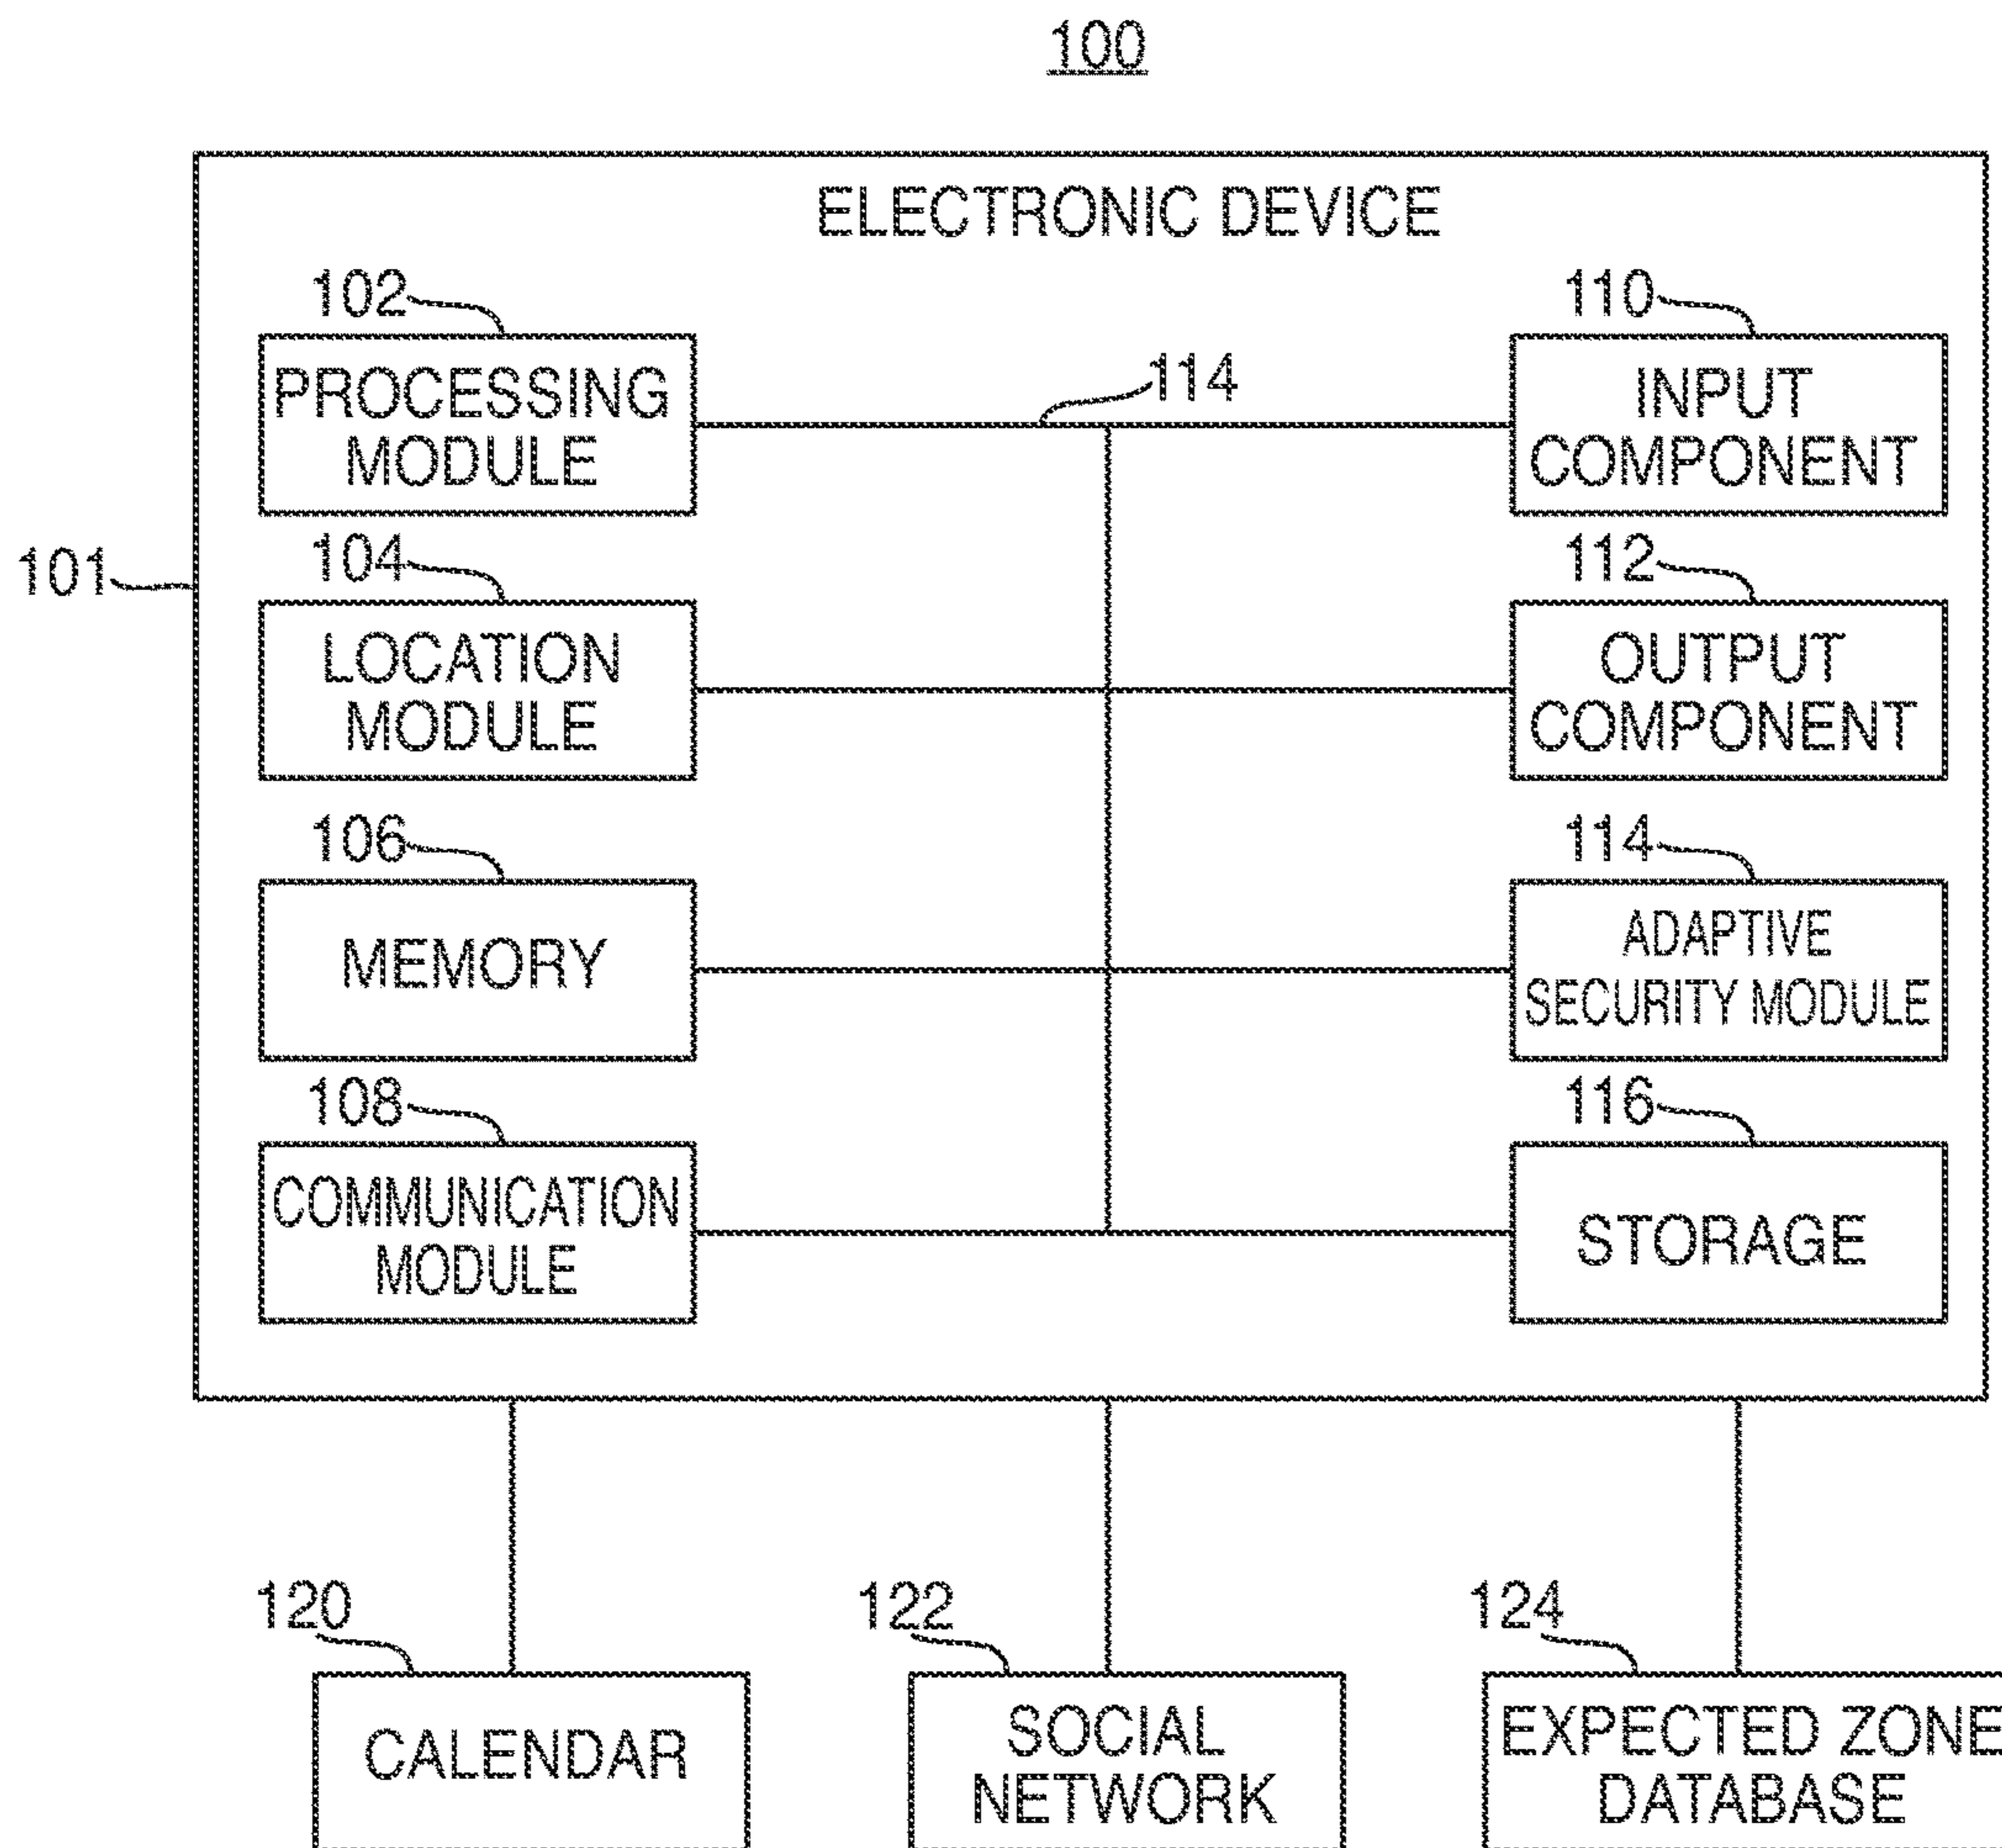 100
ELECTRONIC DEVICE
102
110
PROCESSING
MODULE
114
INPUT
COMPONENT
101
104
112
LOCATION
MODULE
OUTPUT
COMPONENT
106
114
MEMORY
ADAPTIVE
SECURITY MODULE
108
116
COMMUNICATION
MODULE
STORAGE
120
122
124
CALENDAR
SOCIAL
NETWORK
EXPECTED ZONE
DATABASE